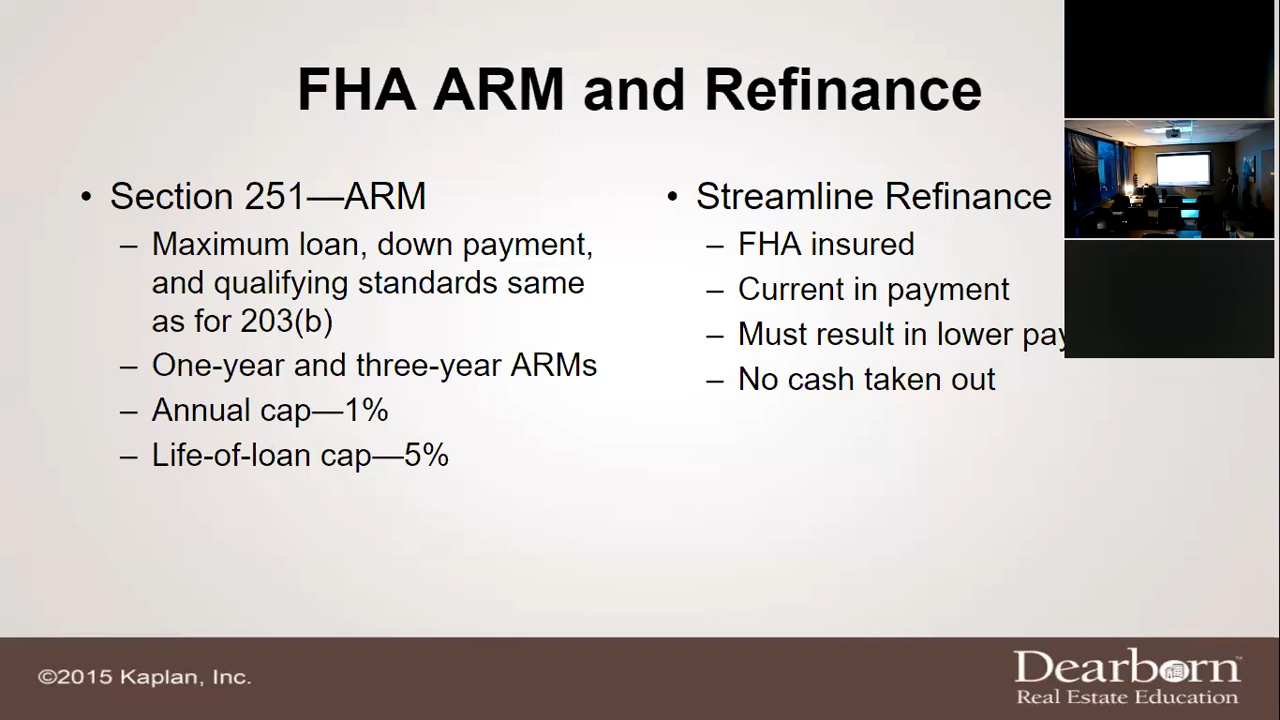 FHA ARM and Refinance
• Section 251—ARM
– Maximum loan, down payment,
and qualifying standards same
as for 203(b)
– One-year and three-year ARMs
– Annual cap—1%
– Life-of-loan cap—5%
• Streamline Refinance
– FHA insured
– Current in payment
– Must result in lower
– No cash taken out
©2015 Kaplan, Inc.
Dearborn™
Real Estate Education